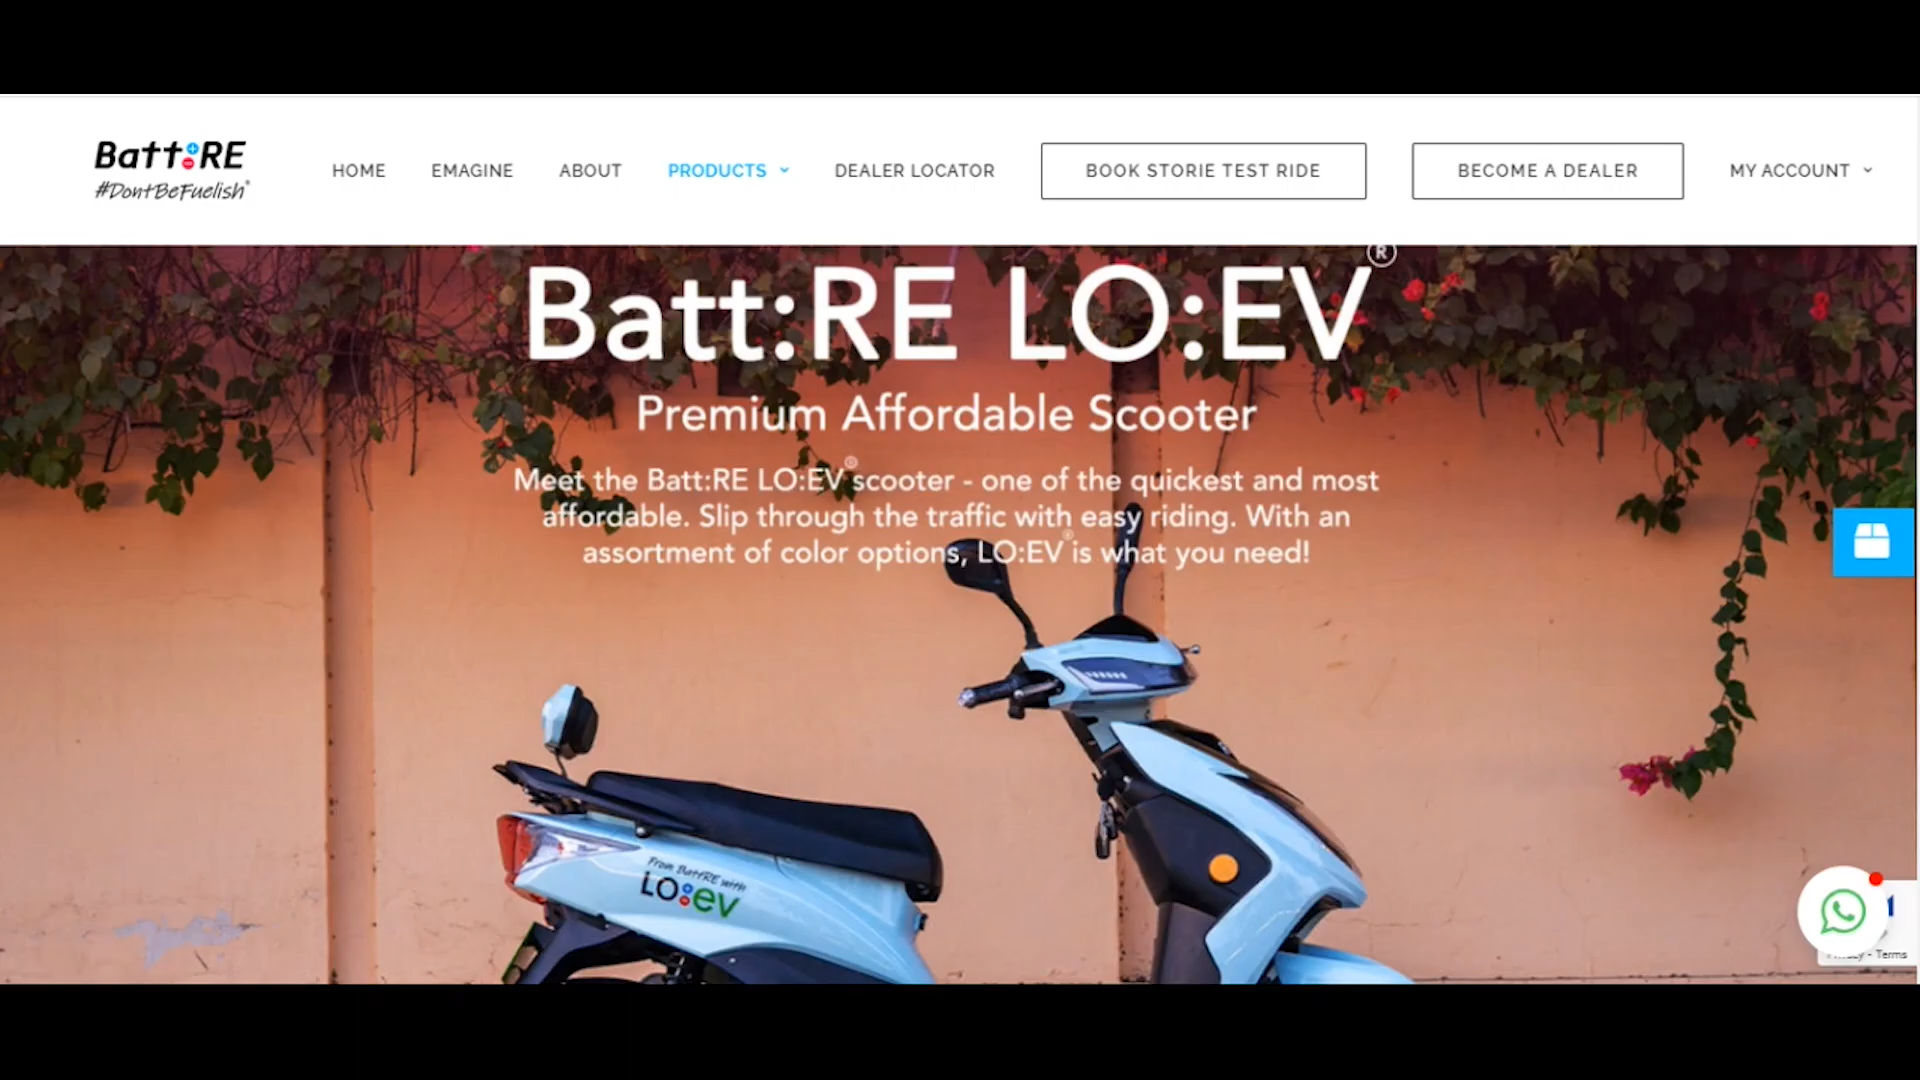 Batt:RE
#DontBeFuelish®
HOME EMAGINE ABOUT PRODUCTS DEALER LOCATOR BOOK STORIE TEST RIDE BECOME A DEALER MY ACCOUNT
Batt:RE LO:EV®
Premium Affordable Scooter
Meet the Batt:RE LO:EV® scooter - one of the quickest and most
affordable. Slip through the traffic with easy riding. With an
assortment of color options, LO:EV® is what you need!
From BattRE with
LO:ev
Terms